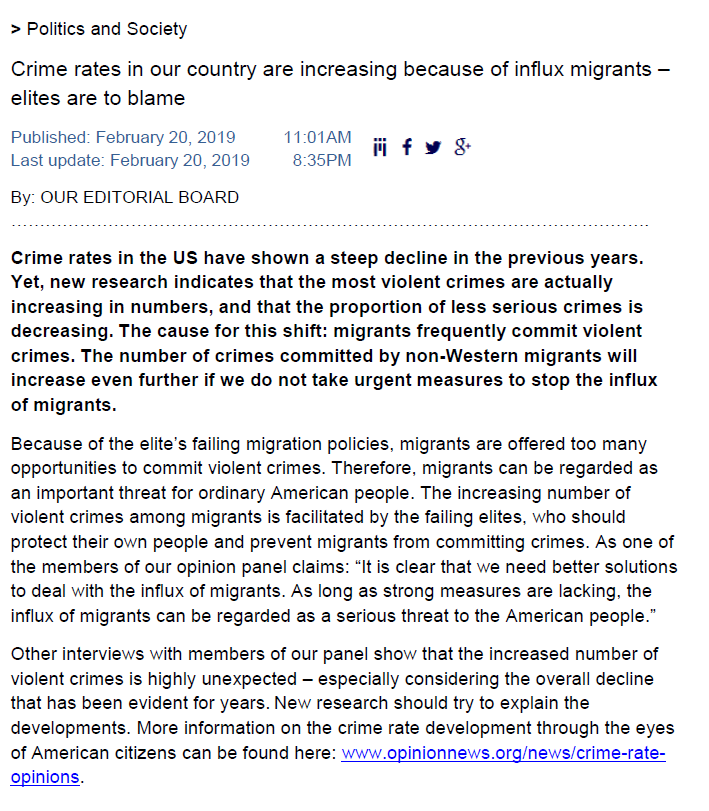 > Politics and Society
Crime rates in our country are increasing because of influx migrants –
elites are to blame
Published: February 20, 2019 11:01AM
Last update: February 20, 2019 8:35PM
By: OUR EDITORIAL BOARD
Crime rates in the US have shown a steep decline in the previous years.
Yet, new research indicates that the most violent crimes are actually
increasing in numbers, and that the proportion of less serious crimes is
decreasing. The cause for this shift: migrants frequently commit violent
crimes. The number of crimes committed by non-Western migrants will
increase even further if we do not take urgent measures to stop the influx
of migrants.
Because of the elite's failing migration policies, migrants are offered too many
opportunities to commit violent crimes. Therefore, migrants can be regarded as
an important threat for ordinary American people. The increasing number of
violent crimes among migrants is facilitated by the failing elites, who should
protect their own people and prevent migrants from committing crimes. As one of
the members of our opinion panel claims: “It is clear that we need better solutions
to deal with the influx of migrants. As long as strong measures are lacking, the
influx of migrants can be regarded as a serious threat to the American people.”
Other interviews with members of our panel show that the increased number of
violent crimes is highly unexpected – especially considering the overall decline
that has been evident for years. New research should try to explain the
developments. More information on the crime rate development through the eyes
of American citizens can be found here: www.opinionnews.org/news/crime-rate-
opinions.